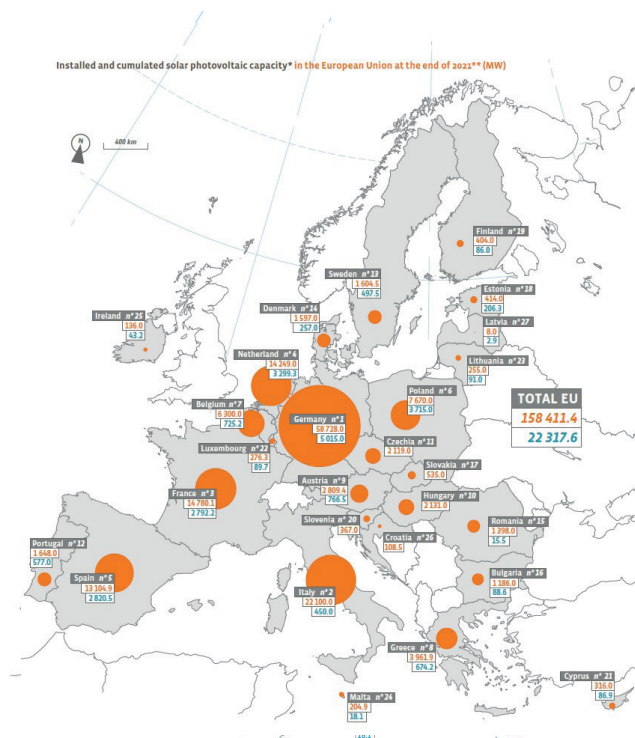 Installed and cumulated solar photovoltaic capacity* in the European Union at the end of 2021** (MW)
N
400 km
Finland n° 19
404.0
86.0
Sweden n° 13
1 604.5
497.5
Estonia n° 18
414.0
206.3
Ireland n° 25
136.0
43.2
Denmark n° 14
1 597.0
257.0
Latvia n° 27
8.0
2.9
Netherland n° 4
14 249.0
3 299.3
Lithuania n° 23
255.0
91.0
Poland n° 6
7 670.0
3 715.0
TOTAL EU
158 411.4
22 317.6
Belgium n° 7
6 300.0
725.2
Germany n° 1
58 728.0
5 015.0
Czechia n° 11
2 119.0
Luxembourg n° 22
276.3
89.7
Slovakia n° 17
535.0
Austria n° 9
2 809.4
766.5
France n° 3
14 780.1
2 792.2
Hungary n° 10
2 131.0
Slovenia n° 20
367.0
Romania n° 15
1 398.0
15.5
Croatia n° 26
108.5
Portugal n° 12
1 648.0
577.0
Spain n° 5
13 104.9
2 820.5
Bulgaria n° 16
1 186.0
88.6
Italy n° 2
22 100.0
450.0
Greece n° 8
3 961.9
674.2
Cyprus n° 21
316.0
86.9
Malta n° 24
204.9
18.1